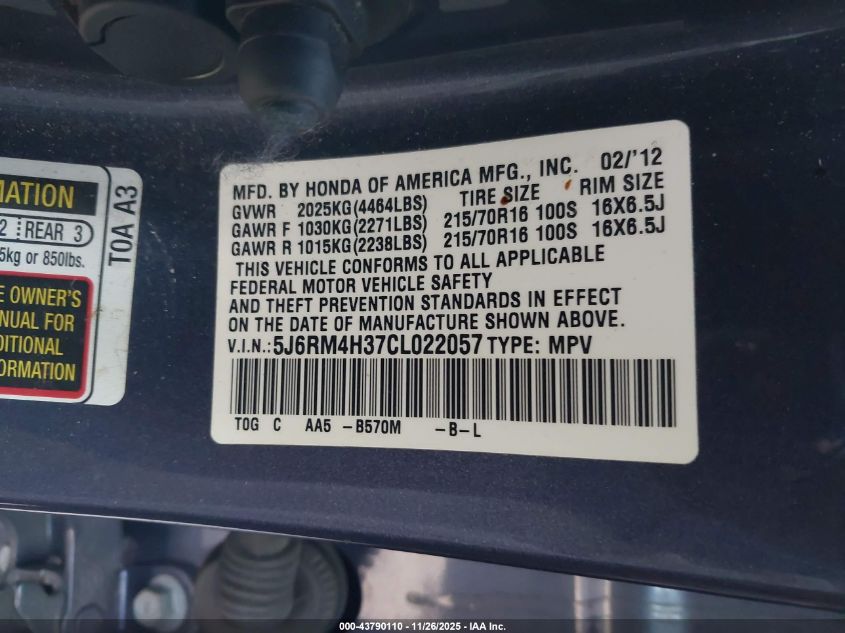 MATION
2 REAR 3
5kg or 850lbs.
E OWNER'S
NUAL FOR
DITIONAL
ORMATION
TOA A3
MFD. BY HONDA OF AMERICA MFG., INC. 02/'12
GVWR 2025KG(4464LBS) TIRE SIZE RIM SIZE
GAWR F 1030KG(2271LBS) 215/70R16 100S 16X6.5J
GAWR R 1015KG(2238LBS) 215/70R16 100S 16X6.5J
THIS VEHICLE CONFORMS TO ALL APPLICABLE
FEDERAL MOTOR VEHICLE SAFETY
AND THEFT PREVENTION STANDARDS IN EFFECT
ON THE DATE OF MANUFACTURE SHOWN ABOVE.
V.I.N.:5J6RM4H37CL022057 TYPE: MPV
TOG C AA5 -B570M -B-L
000-43790110 - 11/26/2025 - IAA Inc.